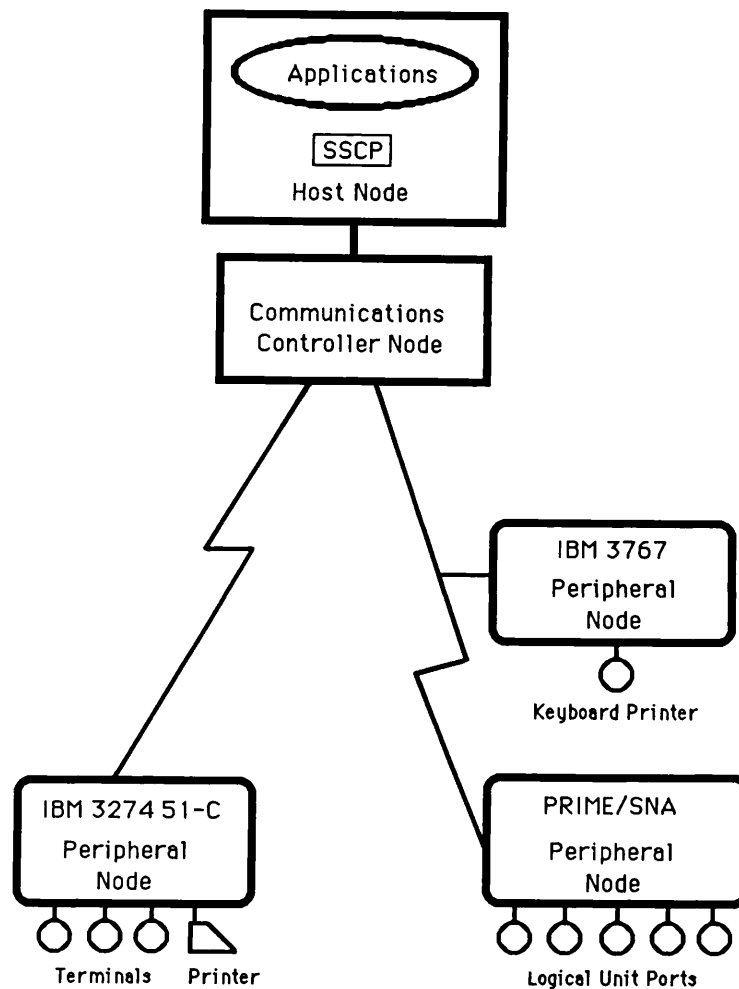 Applications
SSCP
Host Node
Communications
Controller Node
IBM 3767
Peripheral
Node
Keyboard Printer
IBM 3274 51-C
Peripheral
Node
Terminals Printer
PRIME/SNA
Peripheral
Node
Logical Unit Ports